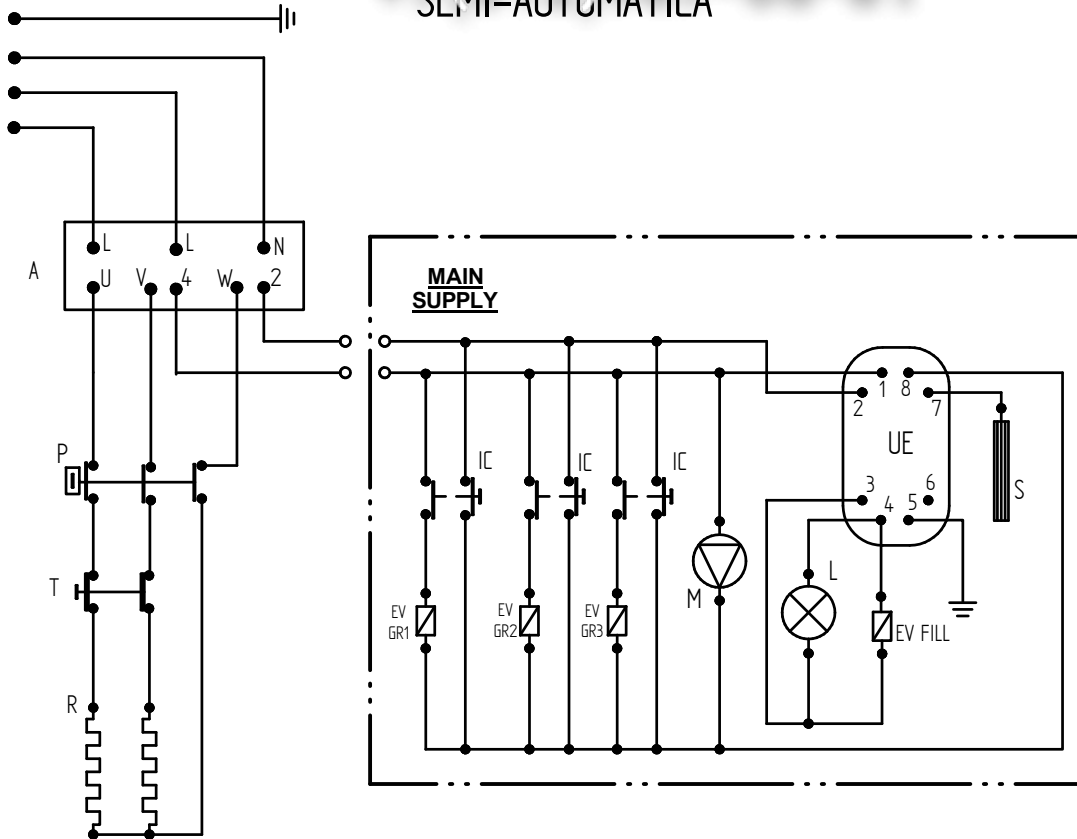 SEMI-AUTOMATICA
L L N
A
U V 4 W 2
MAIN
SUPPLY
1 8
2 7
UE
P
IC IC IC
3 6
4 5
S
T
L
M
EV
GR1
EV
GR2
EV
GR3
EV FILL
R